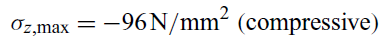 σz,max = −96 N/mm² (compressive)